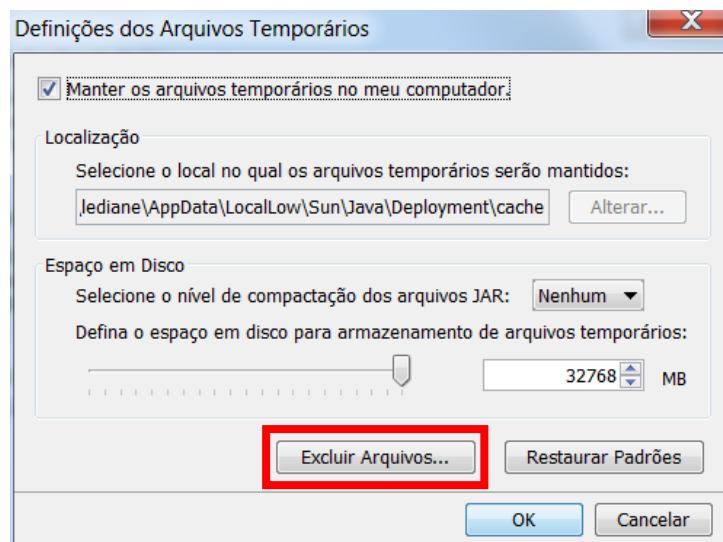 Definições dos Arquivos Temporários
X
Manter os arquivos temporários no meu computador.
Localização
Selecione o local no qual os arquivos temporários serão mantidos:
lediane\AppData\LocalLow\Sun\Java\Deployment\cache
Alterar...
Espaço em Disco
Selecione o nível de compactação dos arquivos JAR: Nenhum
Defina o espaço em disco para armazenamento de arquivos temporários:
32768 MB
Excluir Arquivos... Restaurar Padrões
OK Cancelar